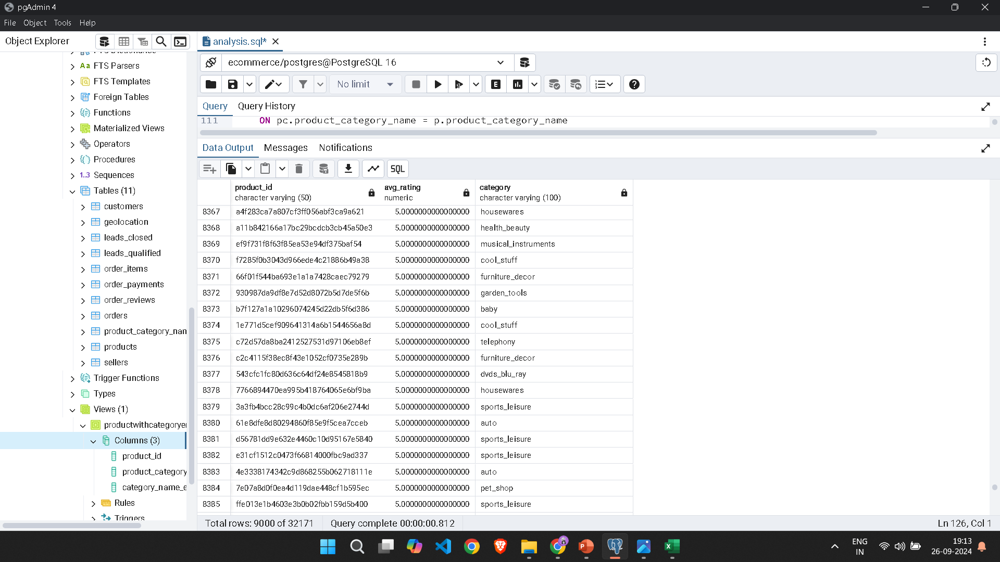 pgAdmin 4
File Object Tools Help
Object Explorer
FTS Dictionaries
FTS Parsers
FTS Templates
Foreign Tables
Functions
Materialized Views
Operators
Procedures
1..3 Sequences
Tables (11)
customers
geolocation
leads_closed
leads_qualified
order_items
order_payments
order_reviews
orders
product_category_nan
products
sellers
Trigger Functions
Types
Views (1)
productwithcategorye
Columns (3)
product_id
product_category
category_name_e
Rules
Triggers
analysis.sql*
ecommerce/postgres@PostgreSQL 16
No limit
E
Query Query History
111 ON pc.product_category_name = p.product_category_name
Data Output Messages Notifications
SQL
product_id avg_rating category
character varying (50) numeric character varying (100)
8367 a4f283ca7a807cf3ff056abf3ca9a621 5.0000000000000000 housewares
8368 a11b842166a17bc29bcdcb3cb45a50e3 5.0000000000000000 health_beauty
8369 ef9f731f8f63f85ea53e94df375baf54 5.0000000000000000 musical_instruments
8370 f7285f0b3043d966ede4c21886b49a38 5.0000000000000000 cool_stuff
8371 66f01f544ba693e1a1a7428caec79279 5.0000000000000000 furniture_decor
8372 930987da9df8e7d52d8072b5d7de5f6b 5.0000000000000000 garden_tools
8373 b7f127a1a10296074245d22db5f6d386 5.0000000000000000 baby
8374 1e771d5cef909641314a6b1544656a8d 5.0000000000000000 cool_stuff
8375 c72d57da8ba2412527531d97106eb8ef 5.0000000000000000 telephony
8376 c2c4115f38ec8f43e1052cf0735e289b 5.0000000000000000 furniture_decor
8377 543cfc1fc80d636c64df24e8545818b9 5.0000000000000000 dvds_blu_ray
8378 7766894470ea995b418764065e6bf9ba 5.0000000000000000 housewares
8379 3a3fb4bcc28c99c4b0dc6af206e2744d 5.0000000000000000 sports_leisure
8380 61e8dfe8d80294860f85e9f5cea7cceb 5.0000000000000000 auto
8381 d56781dd9e632e4460c10d95167e5840 5.0000000000000000 sports_leisure
8382 e31cf1512c0473f66814000fbc9ad337 5.0000000000000000 sports_leisure
8383 4e3338174342c9d868255b062718111e 5.0000000000000000 auto
8384 7e07a8d0f0ea4d119dae448cf1b595ec 5.0000000000000000 pet_shop
8385 ffe013e1b4603e3b0b02fbb159d5b400 5.0000000000000000 sports_leisure
Total rows: 9000 of 32171 Query complete 00:00:00.812 Ln 126, Col 1
ENG
IN
19:13
26-09-2024